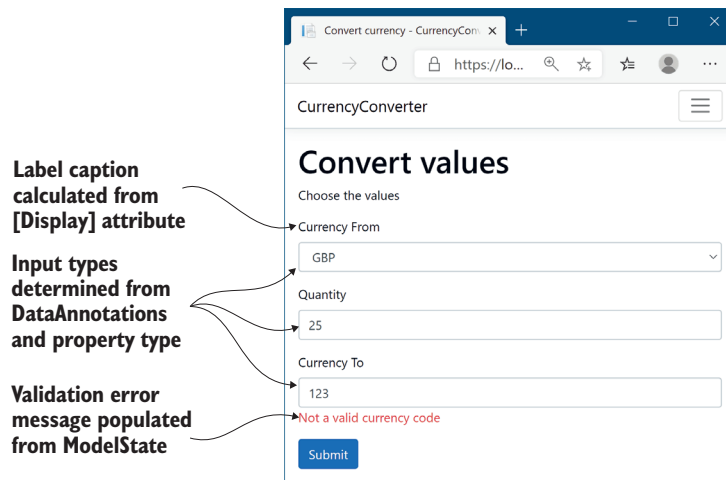 Convert currency - CurrencyCon
https://lo...
CurrencyConverter
Convert values
Choose the values
Label caption
calculated from
[Display] attribute
Currency From
GBP
Input types
determined from
DataAnnotations
and property type
Quantity
25
Currency To
123
Validation error
message populated
from ModelState
Not a valid currency code
Submit